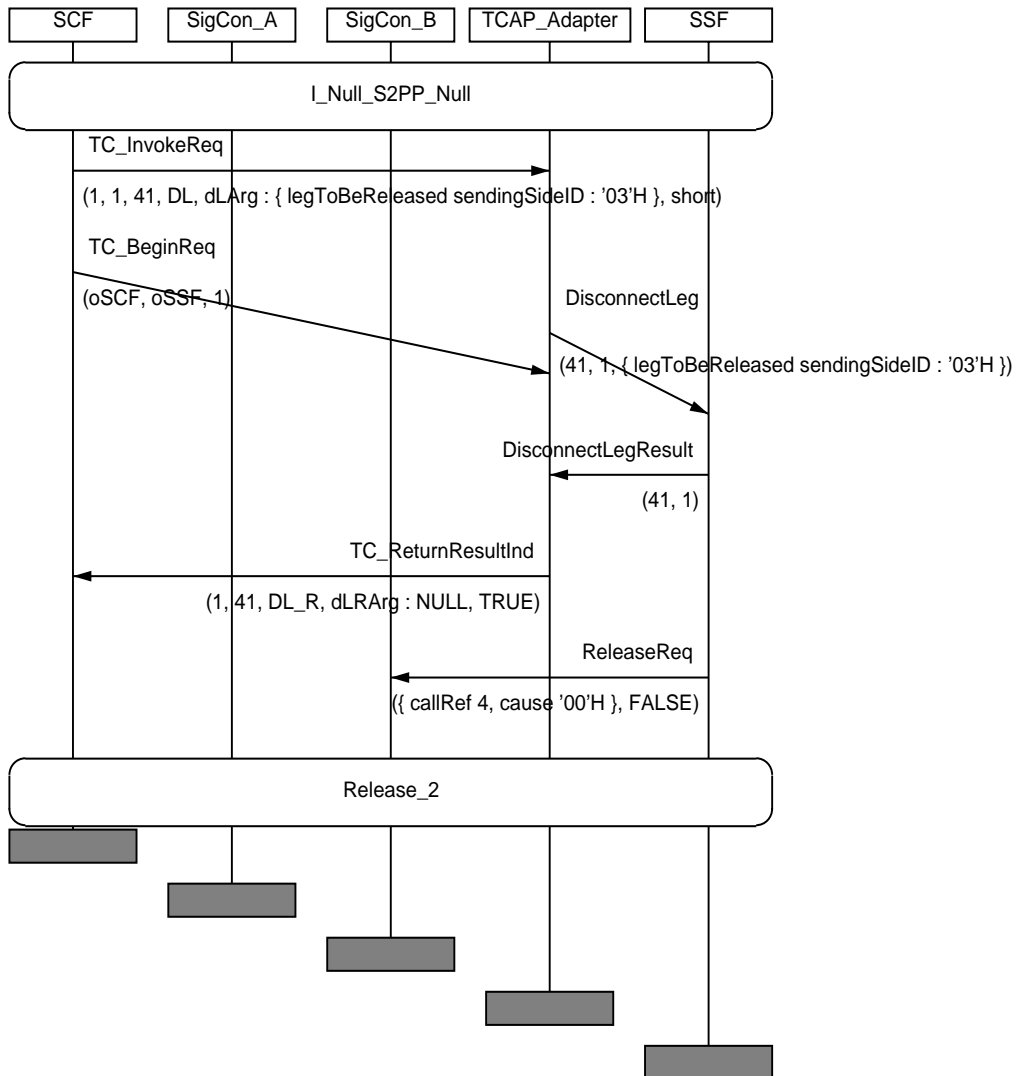 SCF SigCon_A SigCon_B TCAP_Adapter SSF
I_Null_S2PP_Null
TC_InvokeReq
(1, 1, 41, DL, dLArg : { legToBeReleased sendingSideID : '03'H }, short)
TC_BeginReq
(oSCF, oSSF, 1)
DisconnectLeg
(41, 1, { legToBeReleased sendingSideID : '03'H })
DisconnectLegResult
(41, 1)
TC_ReturnResultInd
(1, 41, DL_R, dLRArg : NULL, TRUE)
ReleaseReq
({ callRef 4, cause '00'H }, FALSE)
Release_2